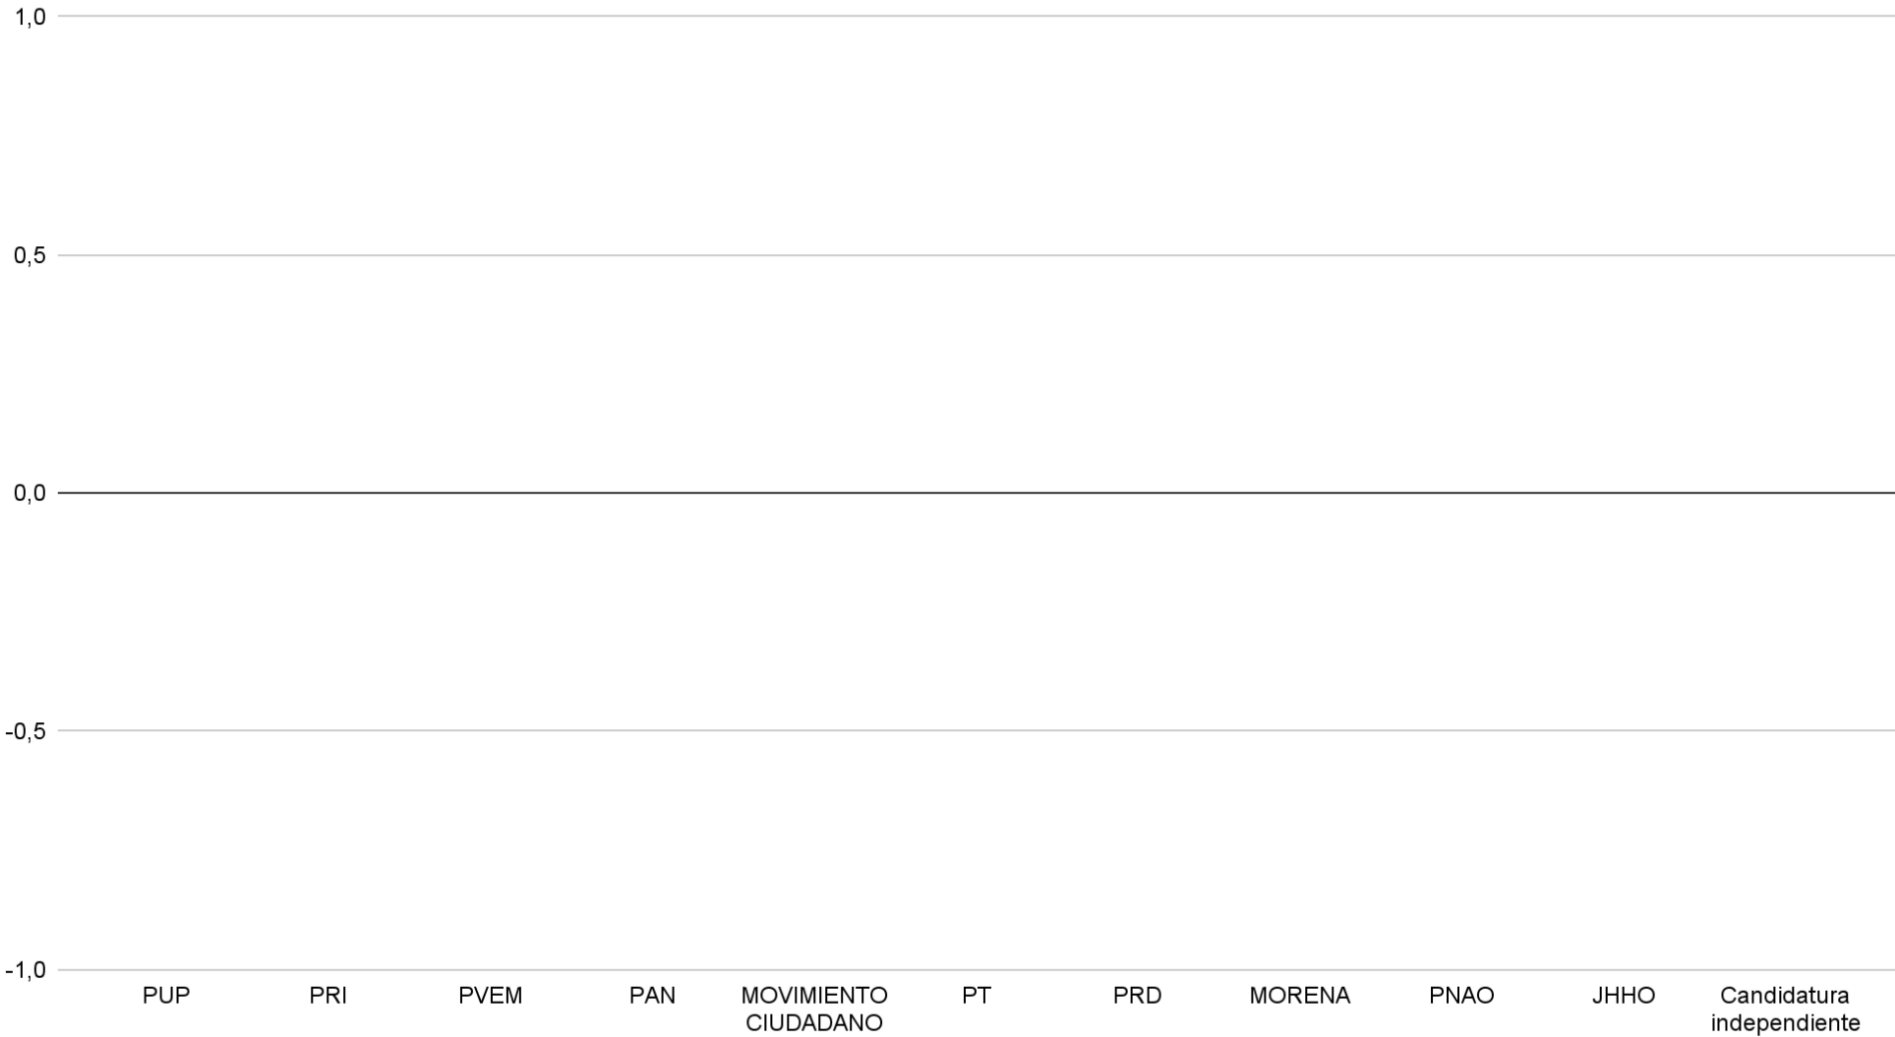 1,0
0,5
0,0
-0,5
-1,0
PUP PRI PVEM PAN MOVIMIENTO PT PRD MORENA PNAO JHHO Candidatura
CIUDADANO independiente